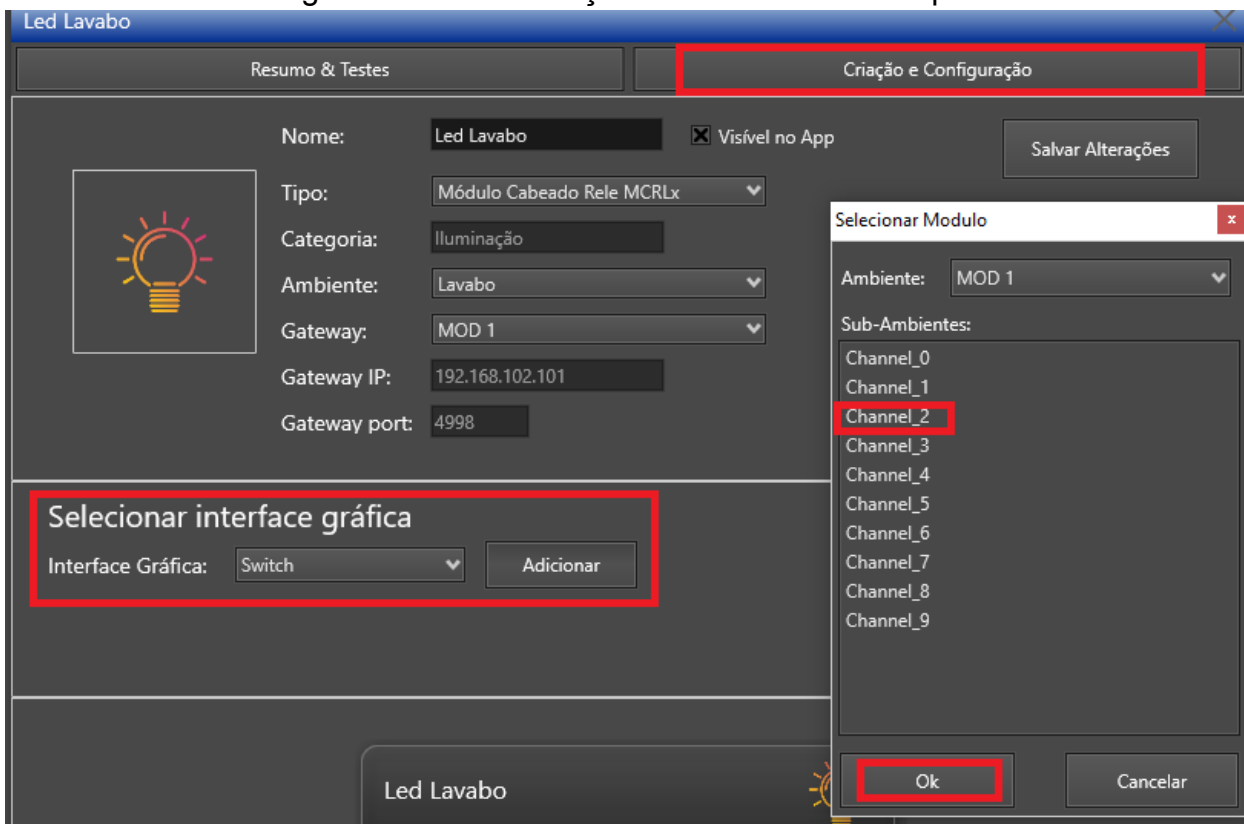 Led Lavabo
Resumo & Testes
Criação e Configuração
Nome: Led Lavabo
Visível no App
Salvar Alterações
Tipo: Módulo Cabeado Rele MCRLx
Categoria: Iluminação
Ambiente: Lavabo
Gateway: MOD 1
Gateway IP: 192.168.102.101
Gateway port: 4998
Selecionar interface gráfica
Interface Gráfica: Switch
Adicionar
Led Lavabo
Selecionar Modulo
x
Ambiente: MOD 1
Sub-Ambientes:
Channel_0
Channel_1
Channel_2
Channel_3
Channel_4
Channel_5
Channel_6
Channel_7
Channel_8
Channel_9
Ok
Cancelar